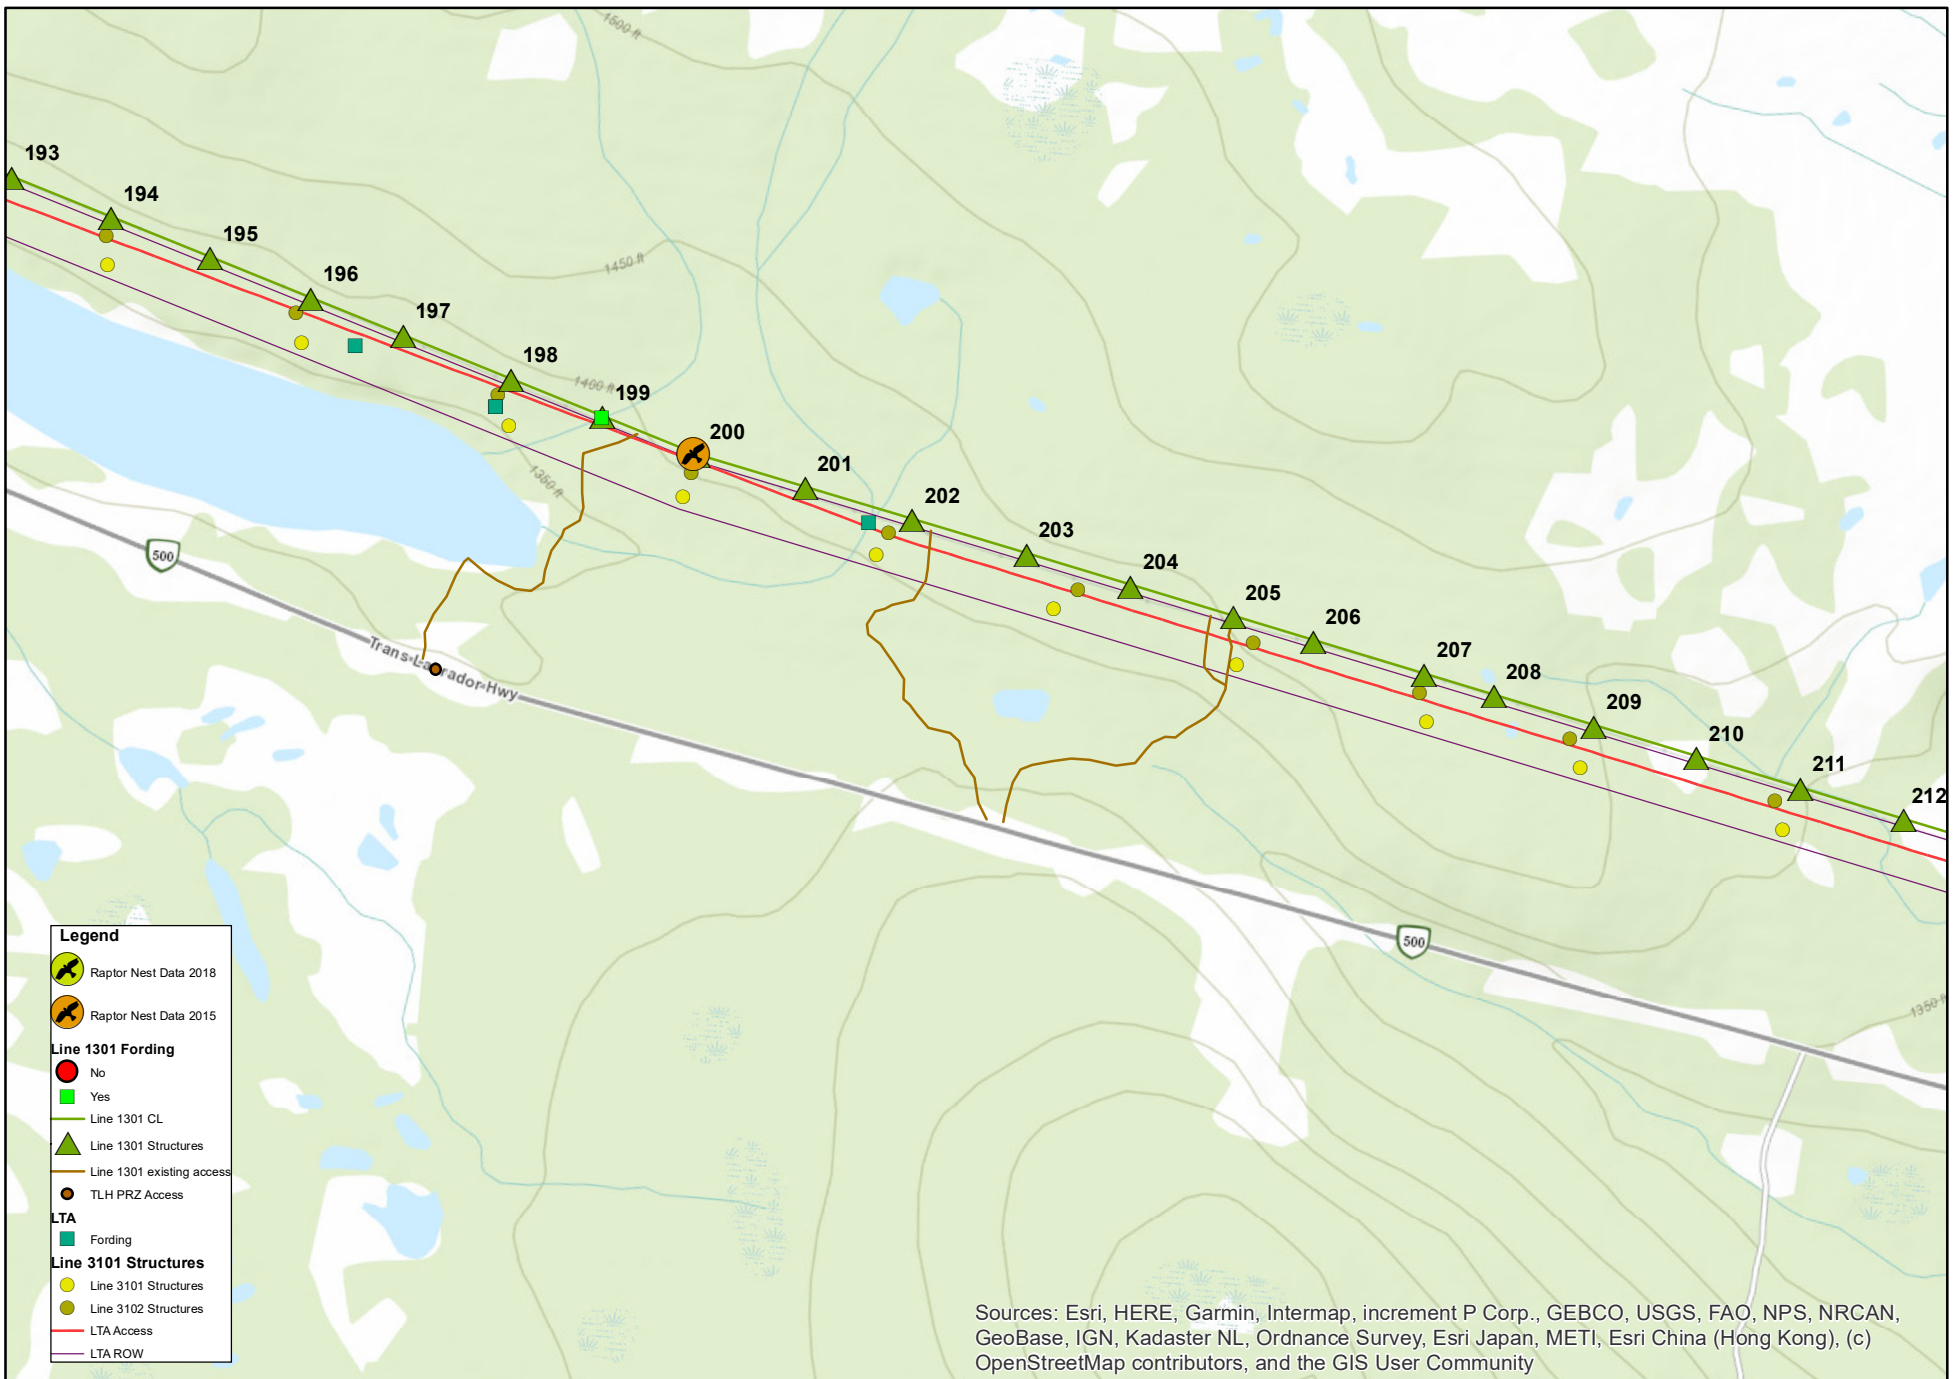 1500 ft
193
194
195
196
1450 ft
197
198
1400 ft
199
200
201
1350 ft
202
203
204
205
206
207
208
209
210
211
212
500
Trans-Labrador-Hwy
500
1350 ft
Legend
Raptor Nest Data 2018
Raptor Nest Data 2015
Line 1301 Fording
No
Yes
Line 1301 CL
Line 1301 Structures
Line 1301 existing access
TLH PRZ Access
LTA
Fording
Line 3101 Structures
Line 3101 Structures
Line 3102 Structures
LTA Access
LTA ROW
Sources: Esri, HERE, Garmin, Intermap, increment P Corp., GEBCO, USGS, FAO, NPS, NRCAN,
GeoBase, IGN, Kadaster NL, Ordnance Survey, Esri Japan, METI, Esri China (Hong Kong), (c)
OpenStreetMap contributors, and the GIS User Community